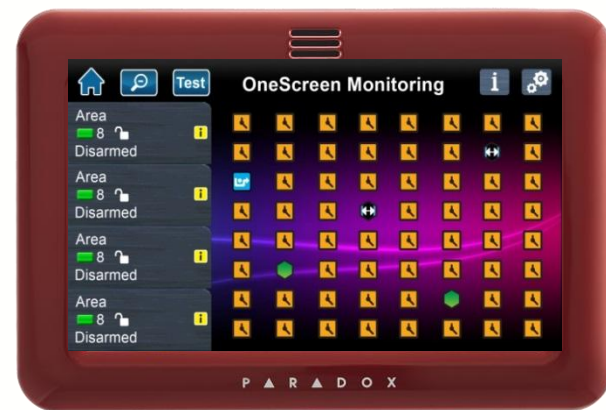 Test
OneScreen Monitoring
i
Area
8
i
Disarmed
Area
8
i
Disarmed
Area
8
i
Disarmed
Area
8
i
Disarmed
PARADOX